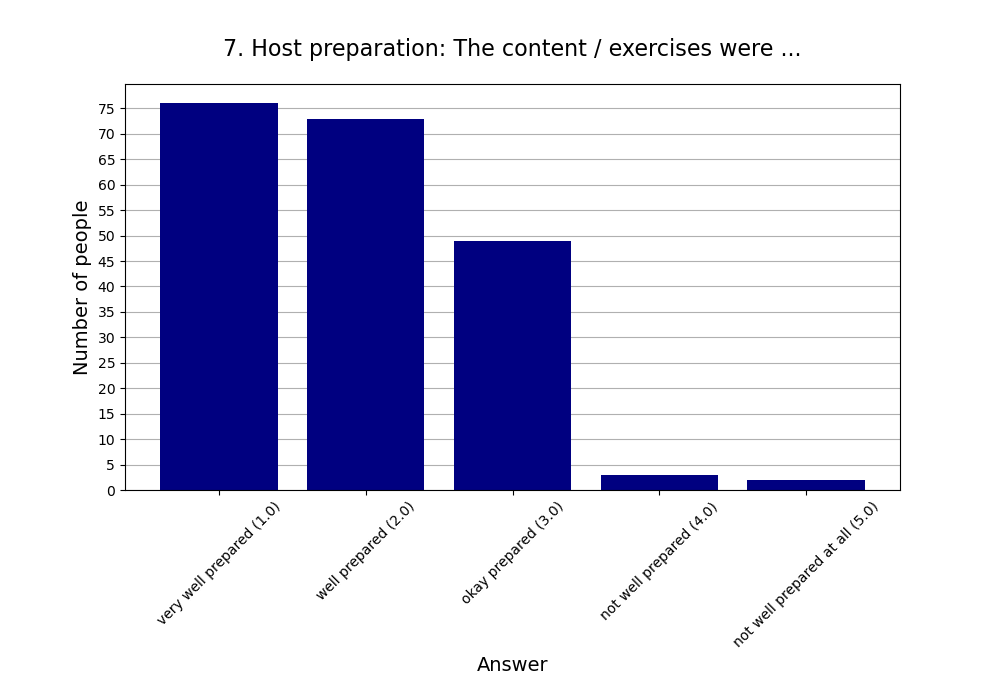 7. Host preparation: The content / exercises were ...
Number of people
75
70
65
60
55
50
45
40
35
30
25
20
15
10
5
0
very well prepared (1.0)
well prepared (2.0)
okay prepared (3.0)
not well prepared (4.0)
not well prepared at all (5.0)
Answer